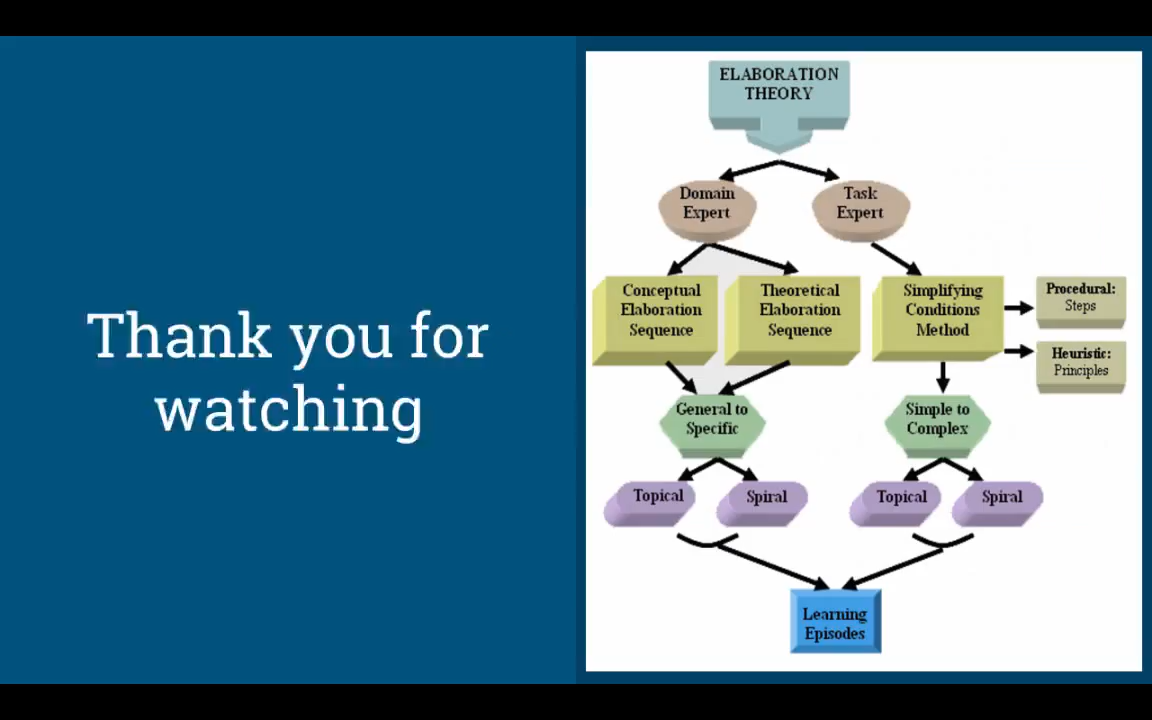 Thank you for
watching
ELABORATION
THEORY
Domain
Expert
Task
Expert
Conceptual
Elaboration
Sequence
Theoretical
Elaboration
Sequence
Simplifying
Conditions
Method
Procedural:
Steps
Heuristic:
Principles
General to
Specific
Simple to
Complex
Topical
Spiral
Topical
Spiral
Learning
Episodes